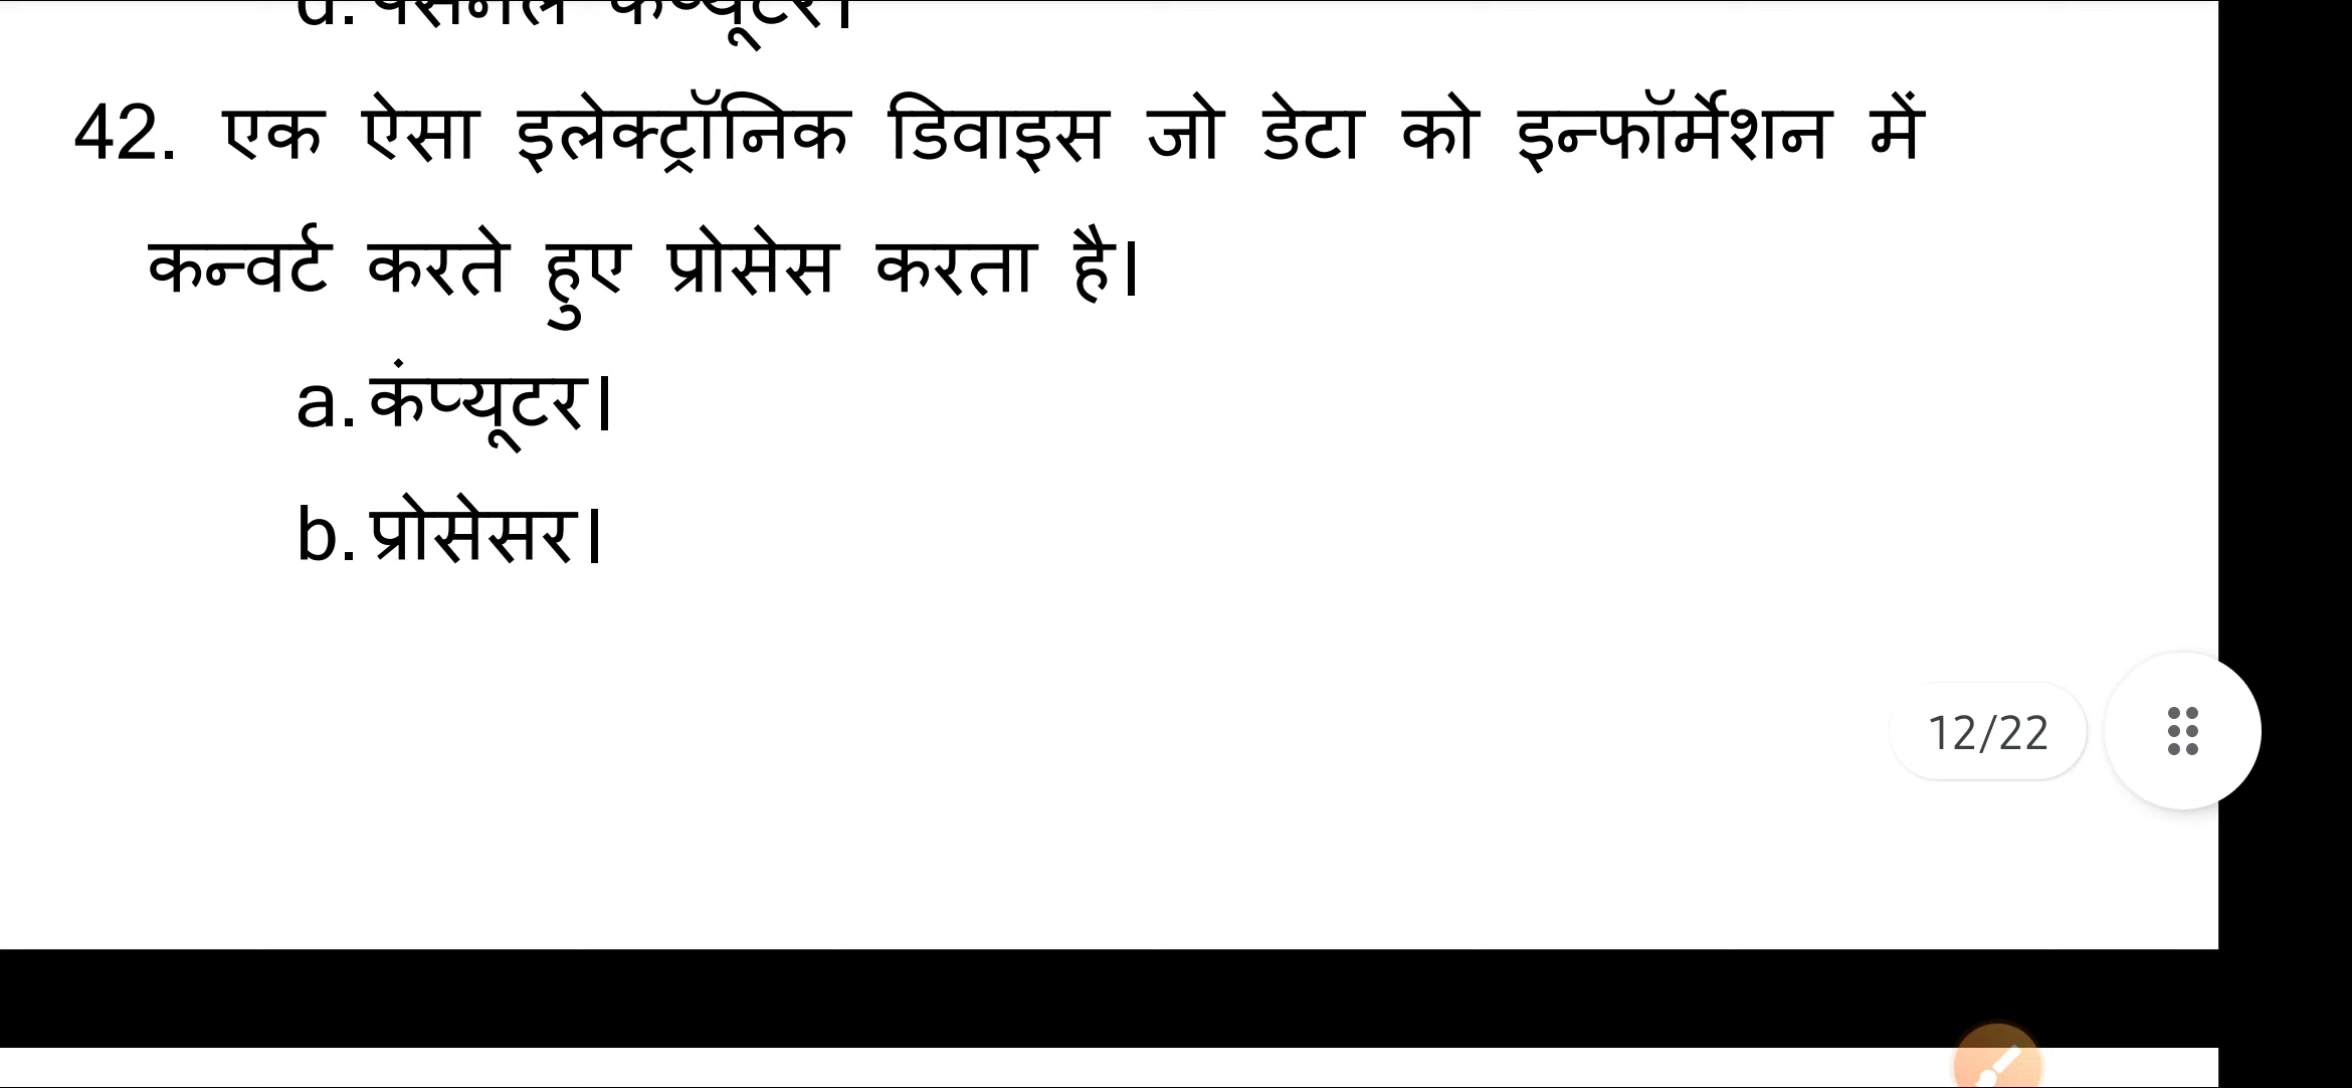 42. एक ऐसा इलेक्ट्रॉनिक डिवाइस जो डेटा को इन्फॉर्मेशन में
कन्वर्ट करते हुए प्रोसेस करता है।
a. कंप्यूटर।
b. प्रोसेसर।
12/22